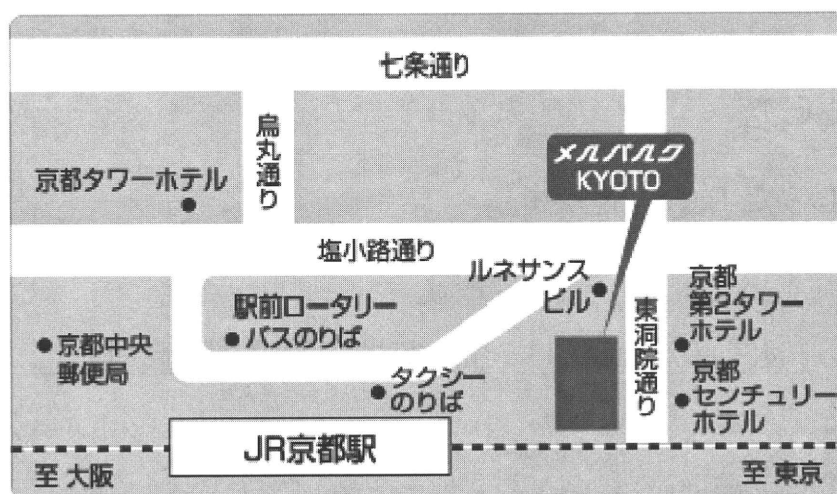 七条通り
烏丸通り
メルパルク
KYOTO
京都タワーホテル
塩小路通り
ルネサンス
ビル
駅前ロータリー
バスのりば
京都
第2タワー
ホテル
東洞院通り
京都中央
郵便局
タクシー
のりば
京都
センチュリー
ホテル
JR京都駅
至 大阪
至 東京